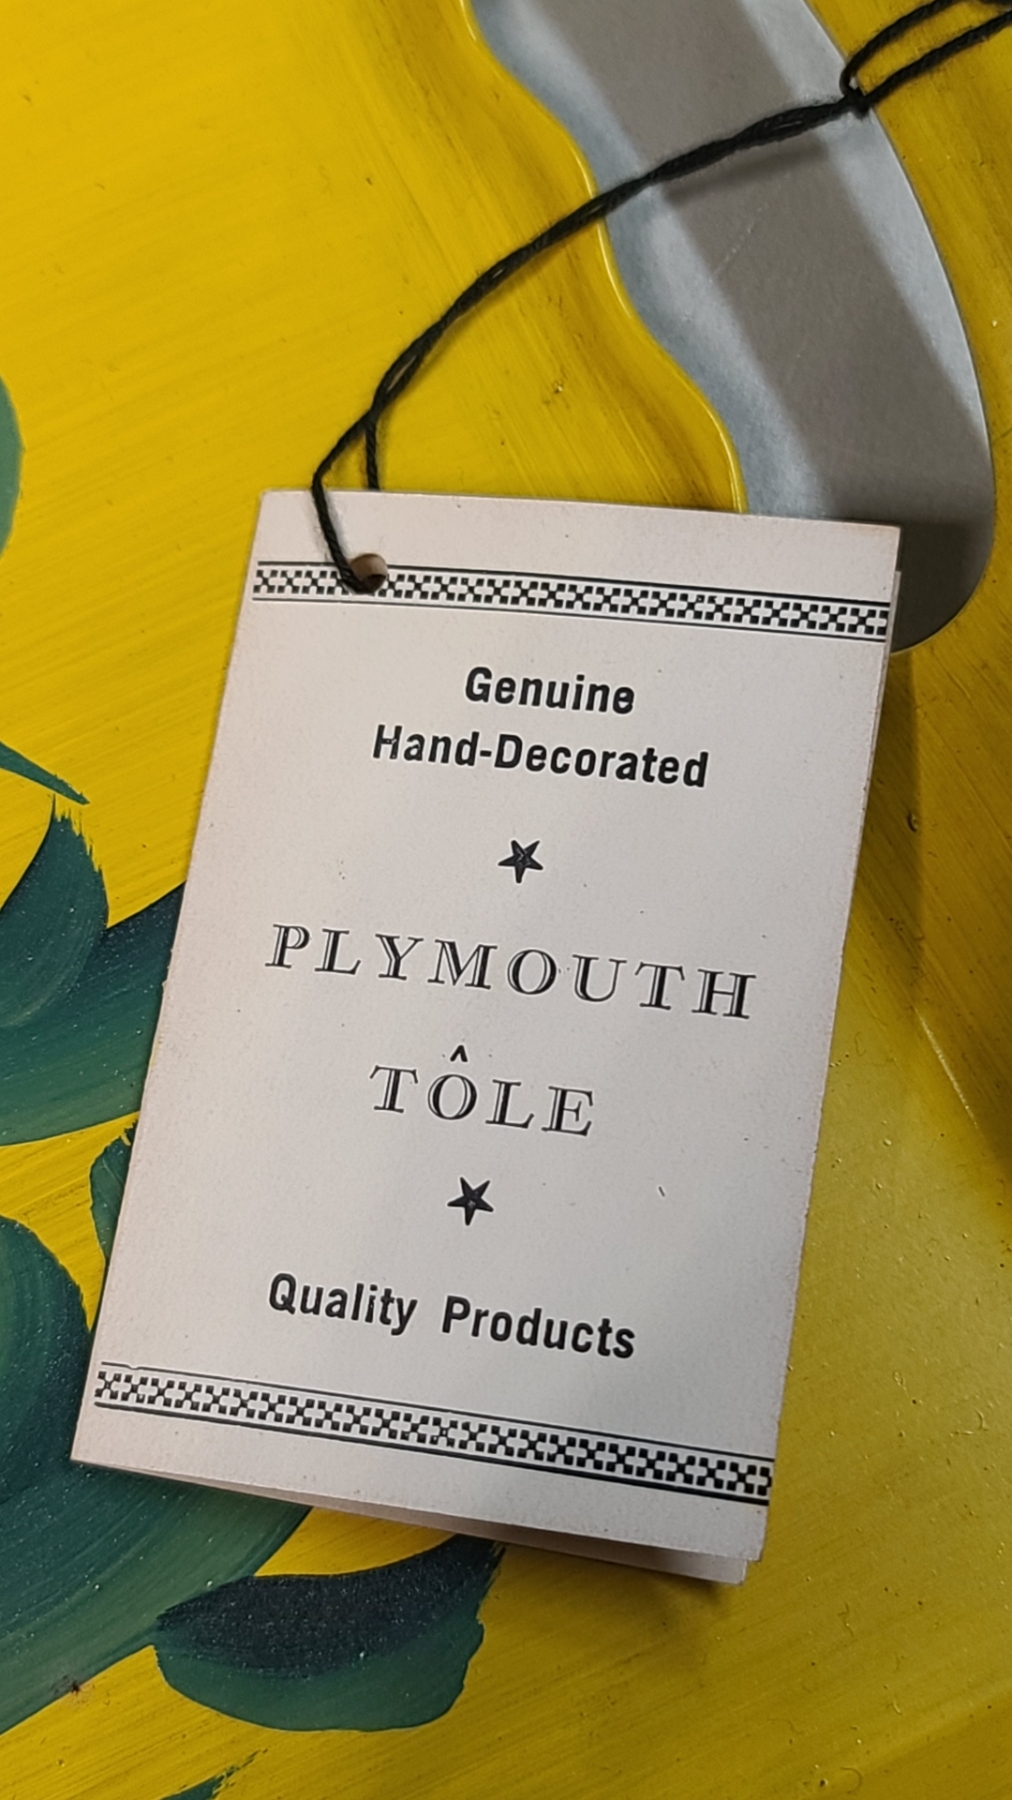 Genuine
Hand-Decorated
PLYMOUTH
TÔLE
Quality Products